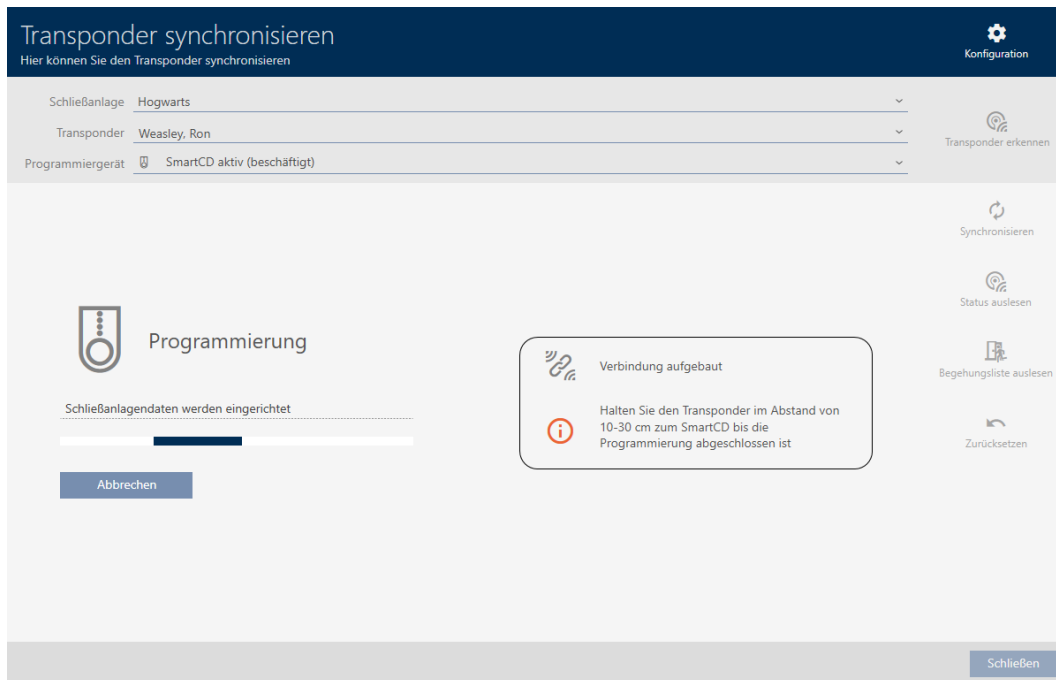 Transponder synchronisieren
Hier können Sie den Transponder synchronisieren
Konfiguration
Schließanlage Hogwarts
Transponder Weasley, Ron
Programmiergerät SmartCD aktiv (beschäftigt)
Transponder erkennen
Synchronisieren
Status auslesen
Begehungsliste auslesen
Zurücksetzen
Programmierung
Schließanlagendaten werden eingerichtet
Abbrechen
Verbindung aufgebaut
Halten Sie den Transponder im Abstand von
10-30 cm zum SmartCD bis die
Programmierung abgeschlossen ist
Schließen